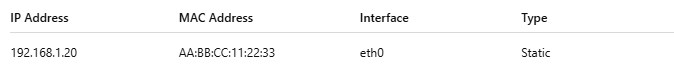 IP Address MAC Address Interface Type
192.168.1.20 AA:BB:CC:11:22:33 eth0 Static